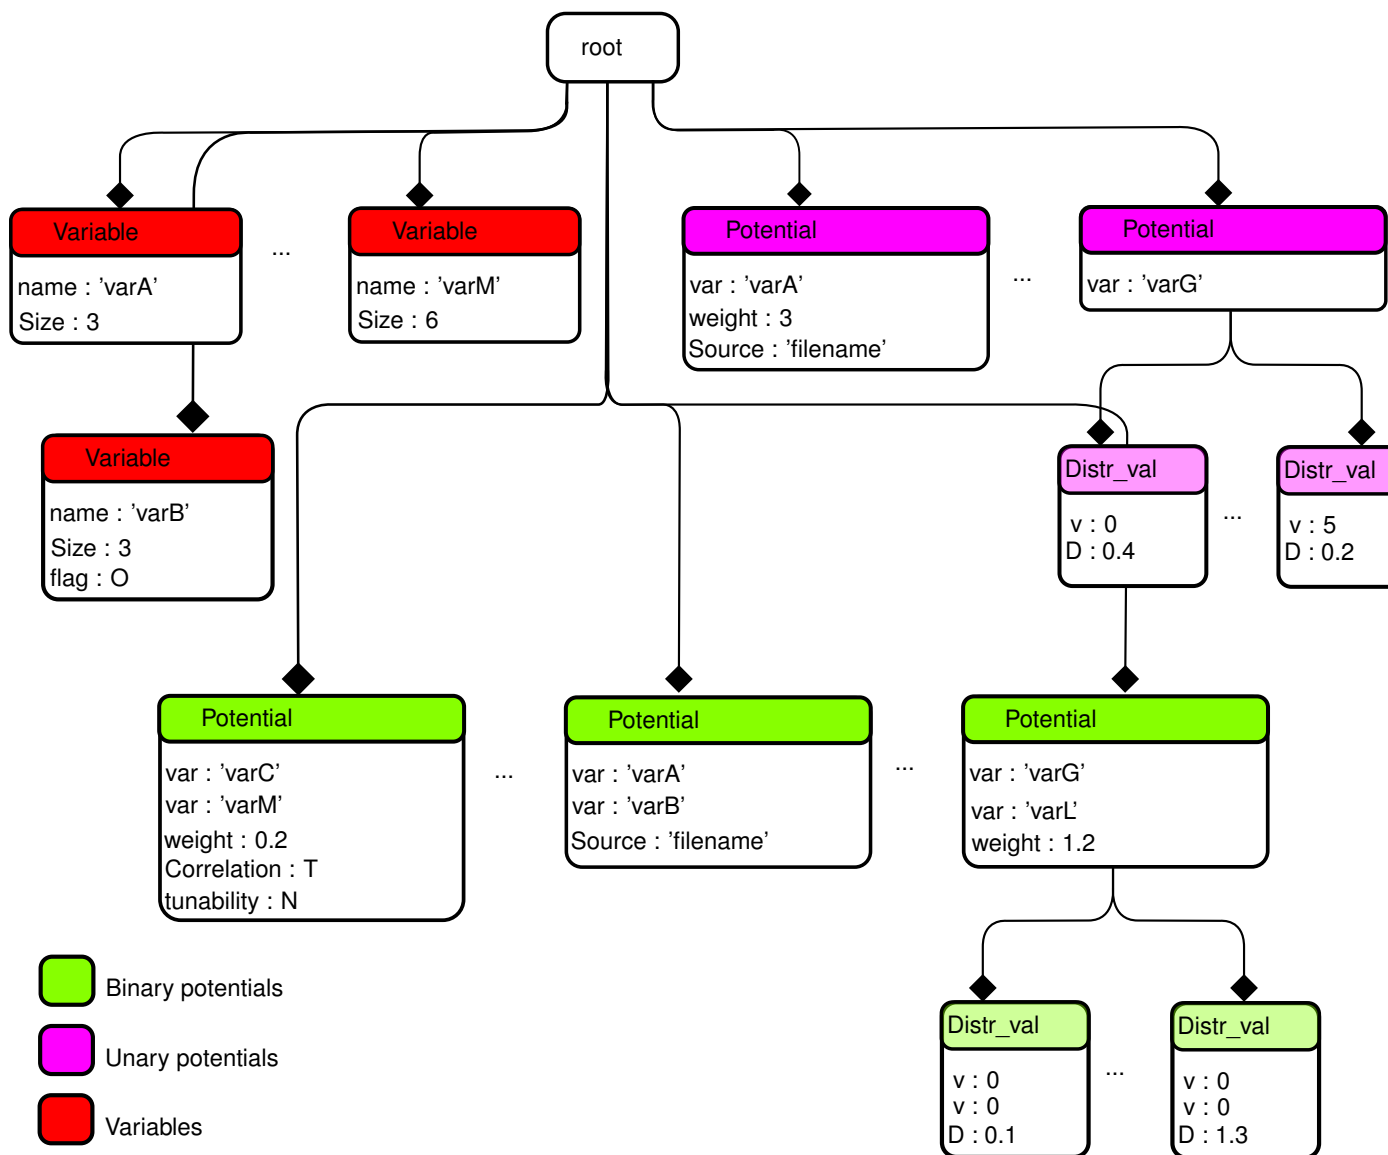 root
Variable
name : 'varA'
Size : 3
...
Variable
name : 'varM'
Size : 6
Potential
var : 'varA'
weight : 3
Source : 'filename'
...
Potential
var : 'varG'
Variable
name : 'varB'
Size : 3
flag : O
Distr_val
v : 0
D : 0.4
...
Distr_val
v : 5
D : 0.2
Potential
var : 'varC'
var : 'varM'
weight : 0.2
Correlation : T
tunability : N
...
Potential
var : 'varA'
var : 'varB'
Source : 'filename'
...
Potential
var : 'varG'
var : 'varL'
weight : 1.2
Distr_val
v : 0
v : 0
D : 0.1
...
Distr_val
v : 0
v : 0
D : 1.3
Binary potentials
Unary potentials
Variables